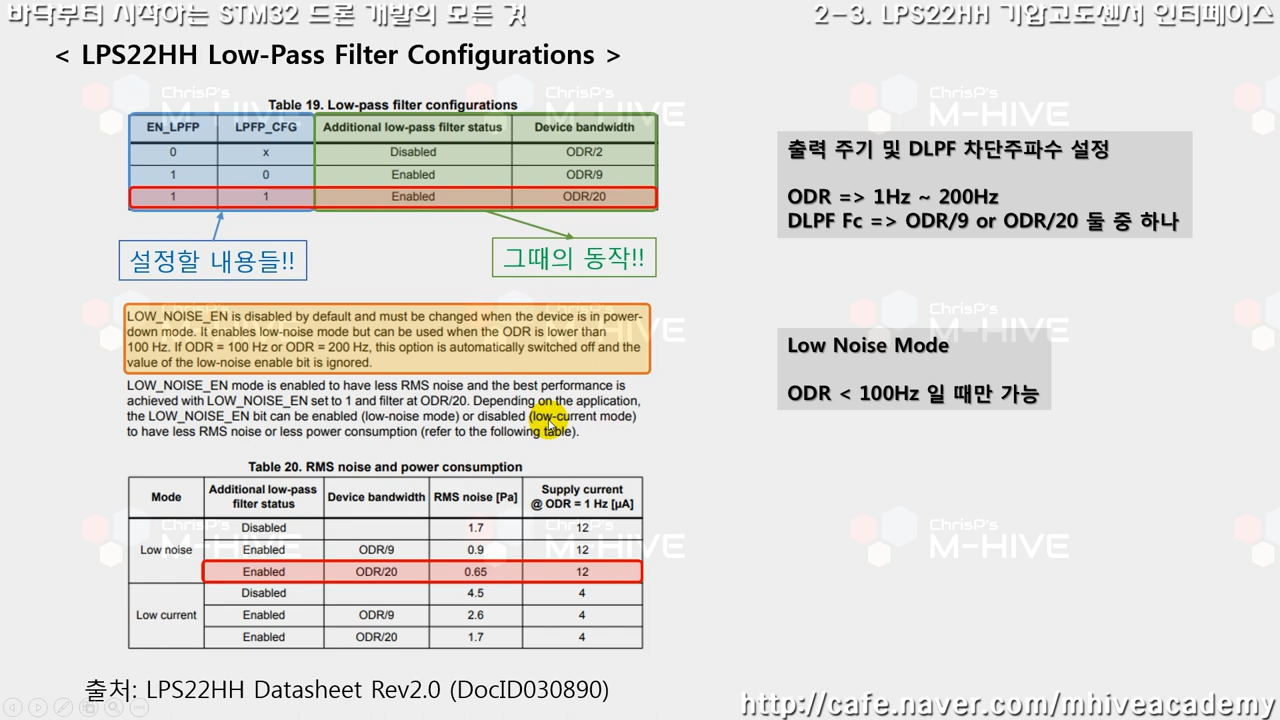 바닥부터 시작하는 STM32 드론 개발의 모든 것
2-3. LPS22HH 기압고도센서 인터페이스
< LPS22HH Low-Pass Filter Configurations >
Table 19. Low-pass filter configurations
EN_LPFP LPFP_CFG Additional low-pass filter status Device bandwidth
0 x Disabled ODR/2
1 0 Enabled ODR/9
1 1 Enabled ODR/20
설정할 내용들!!
그때의 동작!!
출력 주기 및 DLPF 차단주파수 설정
ODR => 1Hz ~ 200Hz
DLPF Fc => ODR/9 or ODR/20 둘 중 하나
LOW_NOISE_EN is disabled by default and must be changed when the device is in power-
down mode. It enables low-noise mode but can be used when the ODR is lower than
100 Hz. If ODR = 100 Hz or ODR = 200 Hz, this option is automatically switched off and the
value of the low-noise enable bit is ignored.
LOW_NOISE_EN mode is enabled to have less RMS noise and the best performance is
achieved with LOW_NOISE_EN set to 1 and filter at ODR/20. Depending on the application,
the LOW_NOISE_EN bit can be enabled (low-noise mode) or disabled (low-current mode)
to have less RMS noise or less power consumption (refer to the following table).
Low Noise Mode
ODR < 100Hz 일 때만 가능
Table 20. RMS noise and power consumption
Mode Additional low-pass filter status Device bandwidth RMS noise [Pa] Supply current @ ODR = 1 Hz [µA]
Disabled 1.7 12
Low noise Enabled ODR/9 0.9 12
Enabled ODR/20 0.65 12
Disabled 4.5 4
Low current Enabled ODR/9 2.6 4
Enabled ODR/20 1.7 4
출처: LPS22HH Datasheet Rev2.0 (DocID030890)
http://cafe.naver.com/mhiveacademy
ChrisP's
M-HIVE
ChrisP's
M-HIVE
ChrisP's
M-HIVE
ChrisP's
M-HIVE
ChrisP's
M-HIVE
ChrisP's
M-HIVE